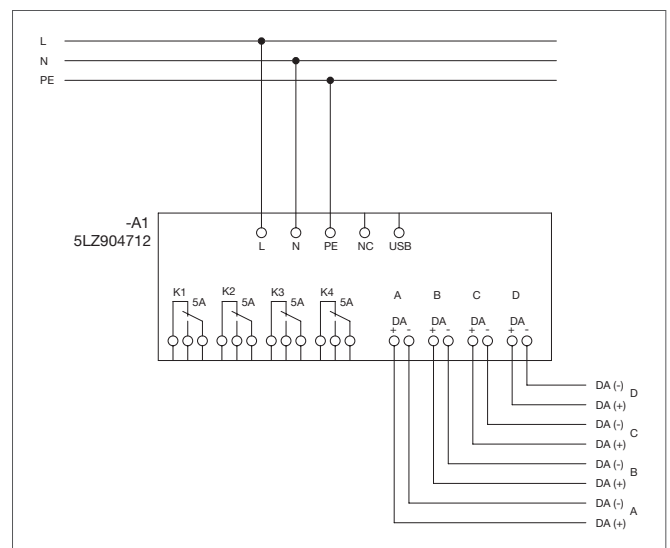 L
N
PE
-A1
5LZ904712
L N PE NC USB
K1 5A K2 5A K3 5A K4 5A A B C D
DA DA DA DA
+ - + - + - + -
DA (-)
D
DA (+)
DA (-)
C
DA (+)
DA (-)
B
DA (+)
DA (-)
A
DA (+)